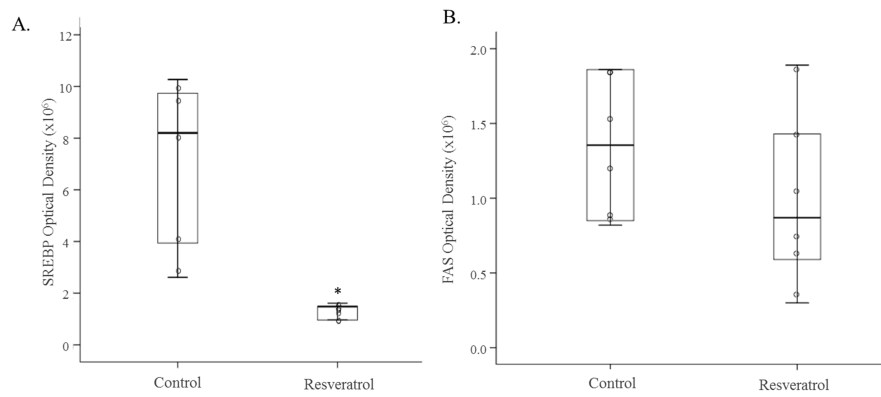 A.
SREBP Optical Density (x10⁶)
12
10
8
6
4
2
0
*
Control
Resveratrol
B.
FAS Optical Density (x10⁶)
2.0
1.5
1.0
0.5
0.0
Control
Resveratrol